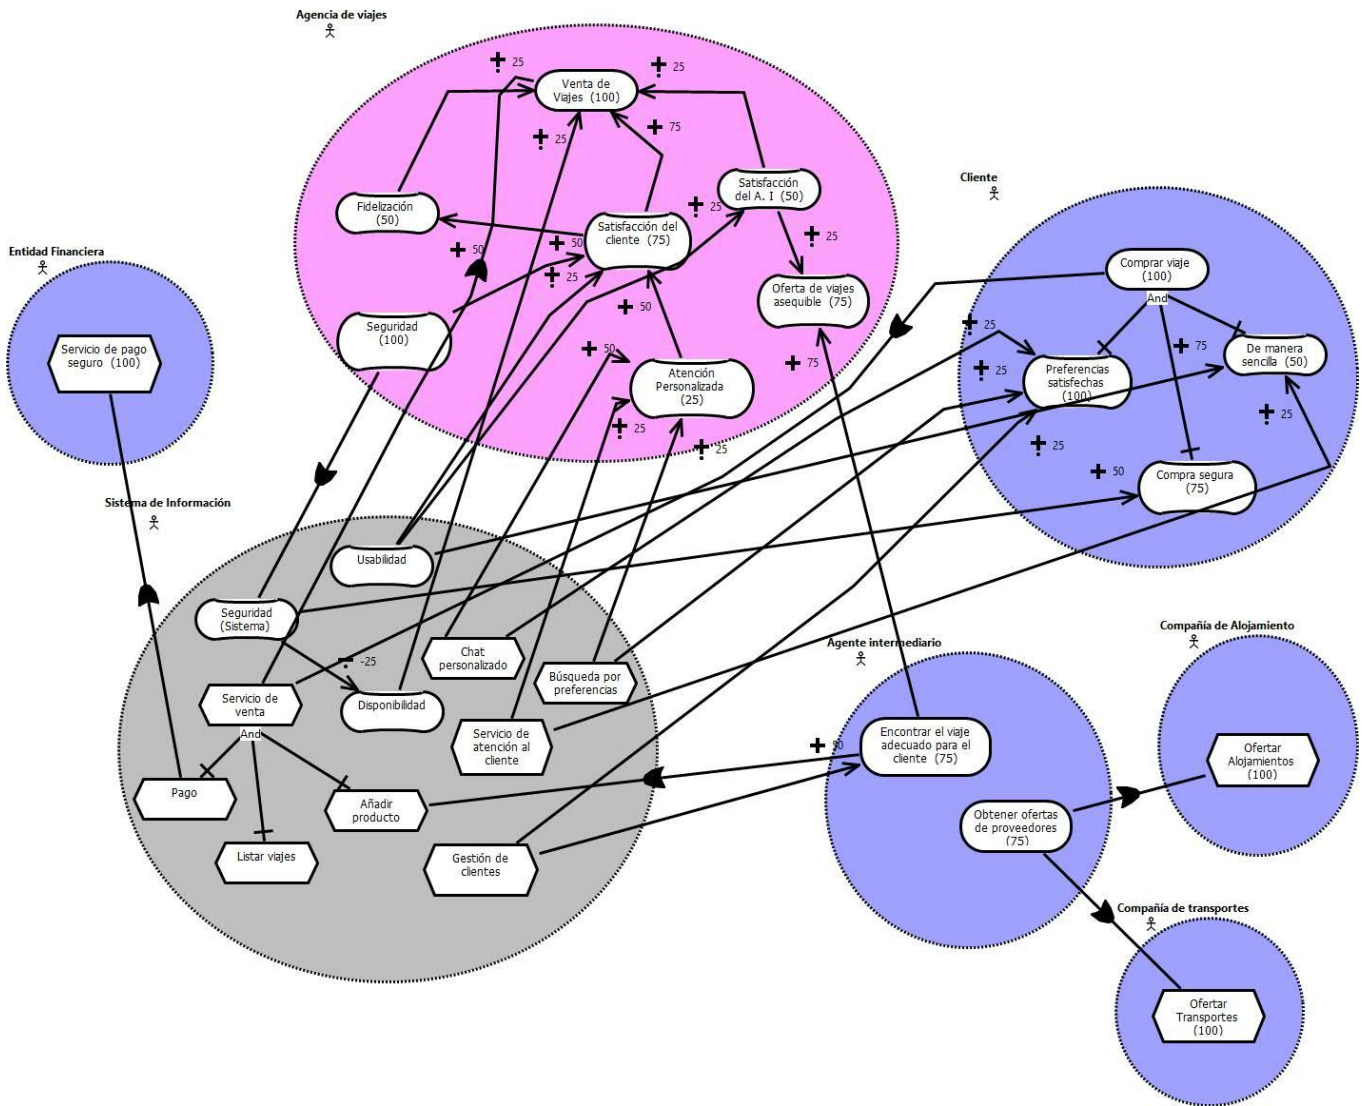 Agencia de viajes
25
25
Venta de
Viajes (100)
25
75
Fidelización
(50)
Satisfacción
del A. I (50)
25
Satisfacción del
cliente (75)
25
50
50
25
Oferta de viajes
asequible (75)
50
Seguridad
(100)
50
75
Atención
Personalizada
(25)
25
25
Cliente
Comprar viaje
(100)
And
25
75
De manera
sencilla (50)
25
Preferencias
satisfechas
(100)
25
25
50
Compra segura
(75)
Entidad Financiera
Servicio de pago
seguro (100)
Sistema de Información
Usabilidad
Seguridad
(Sistema)
Chat
personalizado
-25
Búsqueda por
preferencias
Servicio de
venta
Disponibilidad
And
Servicio de
atención al
cliente
Pago
Añadir
producto
Listar viajes
Gestión de
clientes
Agente intermediario
50
Encontrar el viaje
adecuado para el
cliente (75)
Obtener ofertas
de proveedores
(75)
Compañía de Alojamiento
Ofertar
Alojamientos
(100)
Compañía de transportes
Ofertar
Transportes
(100)